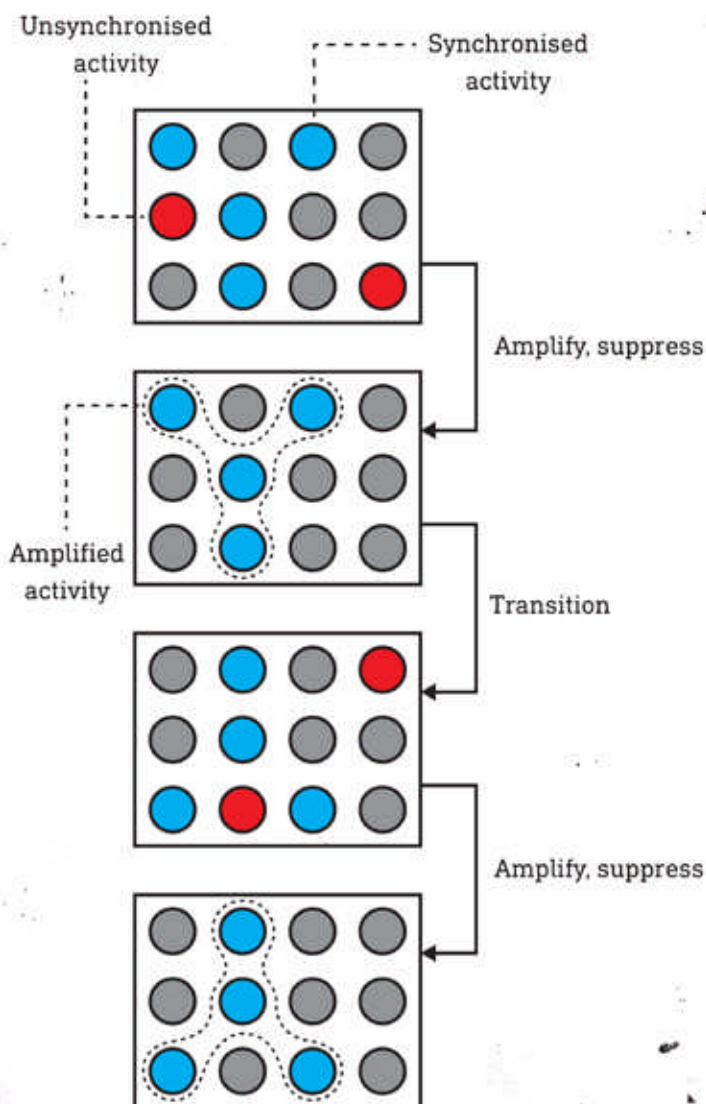 Unsynchronised
activity
Synchronised
activity
Amplify, suppress
Amplified
activity
Transition
Amplify, suppress